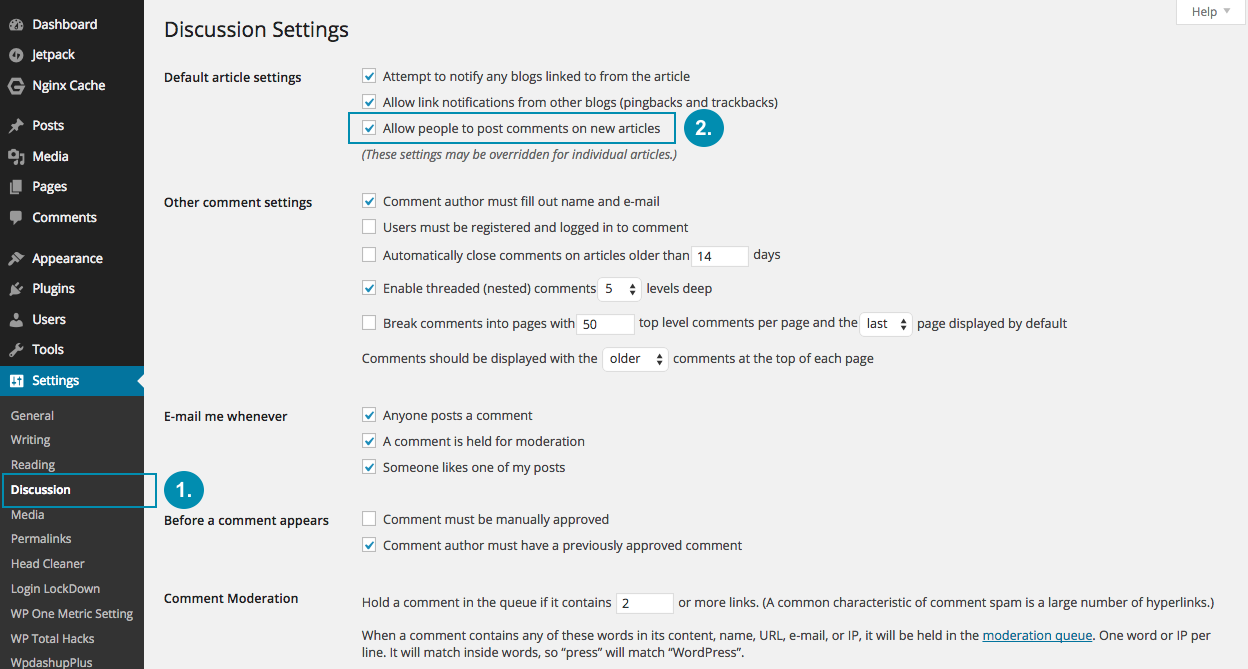 Help
Dashboard
Jetpack
Nginx Cache
Posts
Media
Pages
Comments
Appearance
Plugins
Users
Tools
Settings
General
Writing
Reading
Discussion
1.
Media
Permalinks
Head Cleaner
Login LockDown
WP One Metric Setting
WP Total Hacks
WpdashupPlus
Discussion Settings
Default article settings
Attempt to notify any blogs linked to from the article
Allow link notifications from other blogs (pingbacks and trackbacks)
Allow people to post comments on new articles
2.
(These settings may be overridden for individual articles.)
Other comment settings
Comment author must fill out name and e-mail
Users must be registered and logged in to comment
Automatically close comments on articles older than 14 days
Enable threaded (nested) comments 5 levels deep
Break comments into pages with 50 top level comments per page and the last page displayed by default
Comments should be displayed with the older comments at the top of each page
E-mail me whenever
Anyone posts a comment
A comment is held for moderation
Someone likes one of my posts
Before a comment appears
Comment must be manually approved
Comment author must have a previously approved comment
Comment Moderation
Hold a comment in the queue if it contains 2 or more links. (A common characteristic of comment spam is a large number of hyperlinks.)
When a comment contains any of these words in its content, name, URL, e-mail, or IP, it will be held in the moderation queue. One word or IP per
line. It will match inside words, so “press” will match “WordPress”.